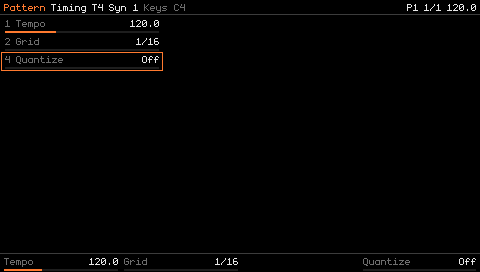 Pattern Timing T4 Syn 1 Keys C4 P1 1/1 120.0
1 Tempo 120.0
2 Grid 1/16
4 Quantize Off
Tempo 120.0 Grid 1/16 Quantize Off